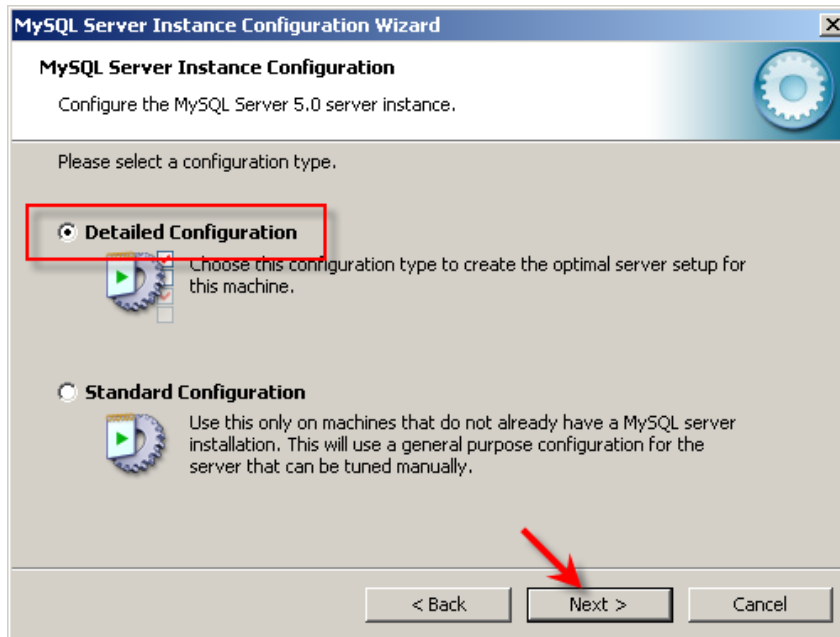 MySQL Server Instance Configuration Wizard
MySQL Server Instance Configuration
Configure the MySQL Server 5.0 server instance.
Please select a configuration type.
Detailed Configuration
Choose this configuration type to create the optimal server setup for
this machine.
Standard Configuration
Use this only on machines that do not already have a MySQL server
installation. This will use a general purpose configuration for the
server that can be tuned manually.
< Back
Next >
Cancel